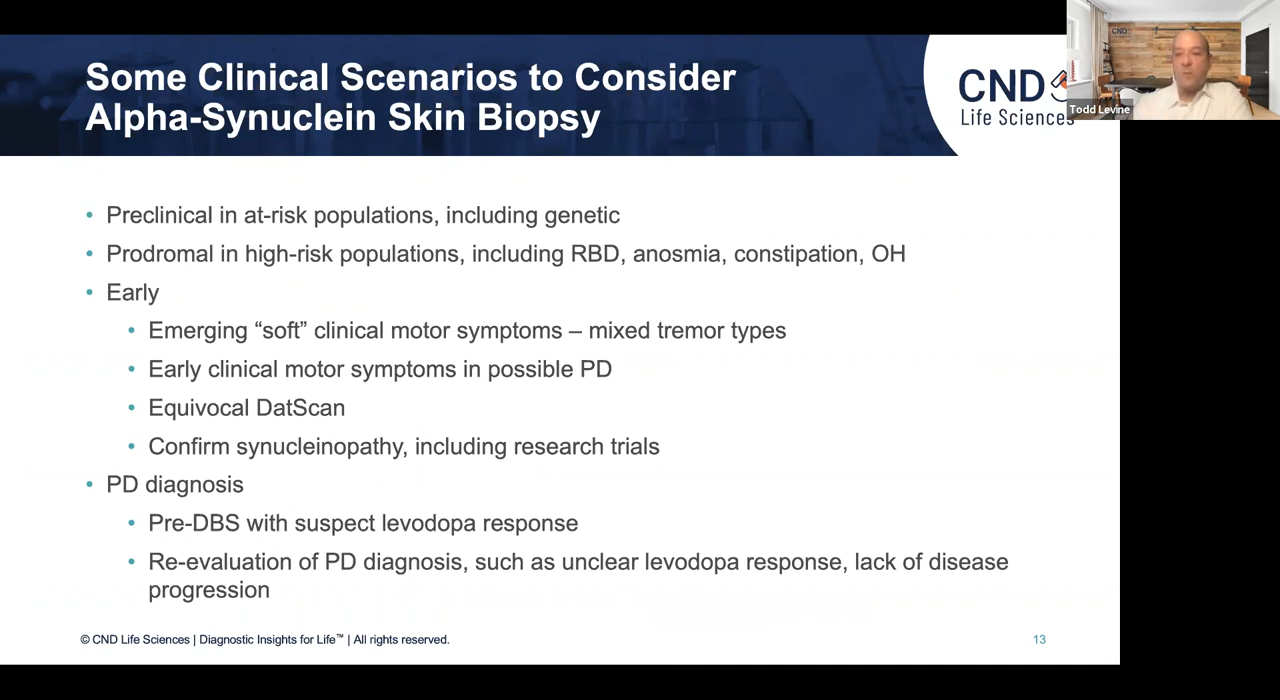 Some Clinical Scenarios to Consider
Alpha-Synuclein Skin Biopsy
CND
Life Sciences
CND
Todd Levine
• Preclinical in at-risk populations, including genetic
• Prodromal in high-risk populations, including RBD, anosmia, constipation, OH
• Early
• Emerging “soft” clinical motor symptoms – mixed tremor types
• Early clinical motor symptoms in possible PD
• Equivocal DatScan
• Confirm synucleinopathy, including research trials
• PD diagnosis
• Pre-DBS with suspect levodopa response
• Re-evaluation of PD diagnosis, such as unclear levodopa response, lack of disease
progression
© CND Life Sciences | Diagnostic Insights for Life™ | All rights reserved.
13